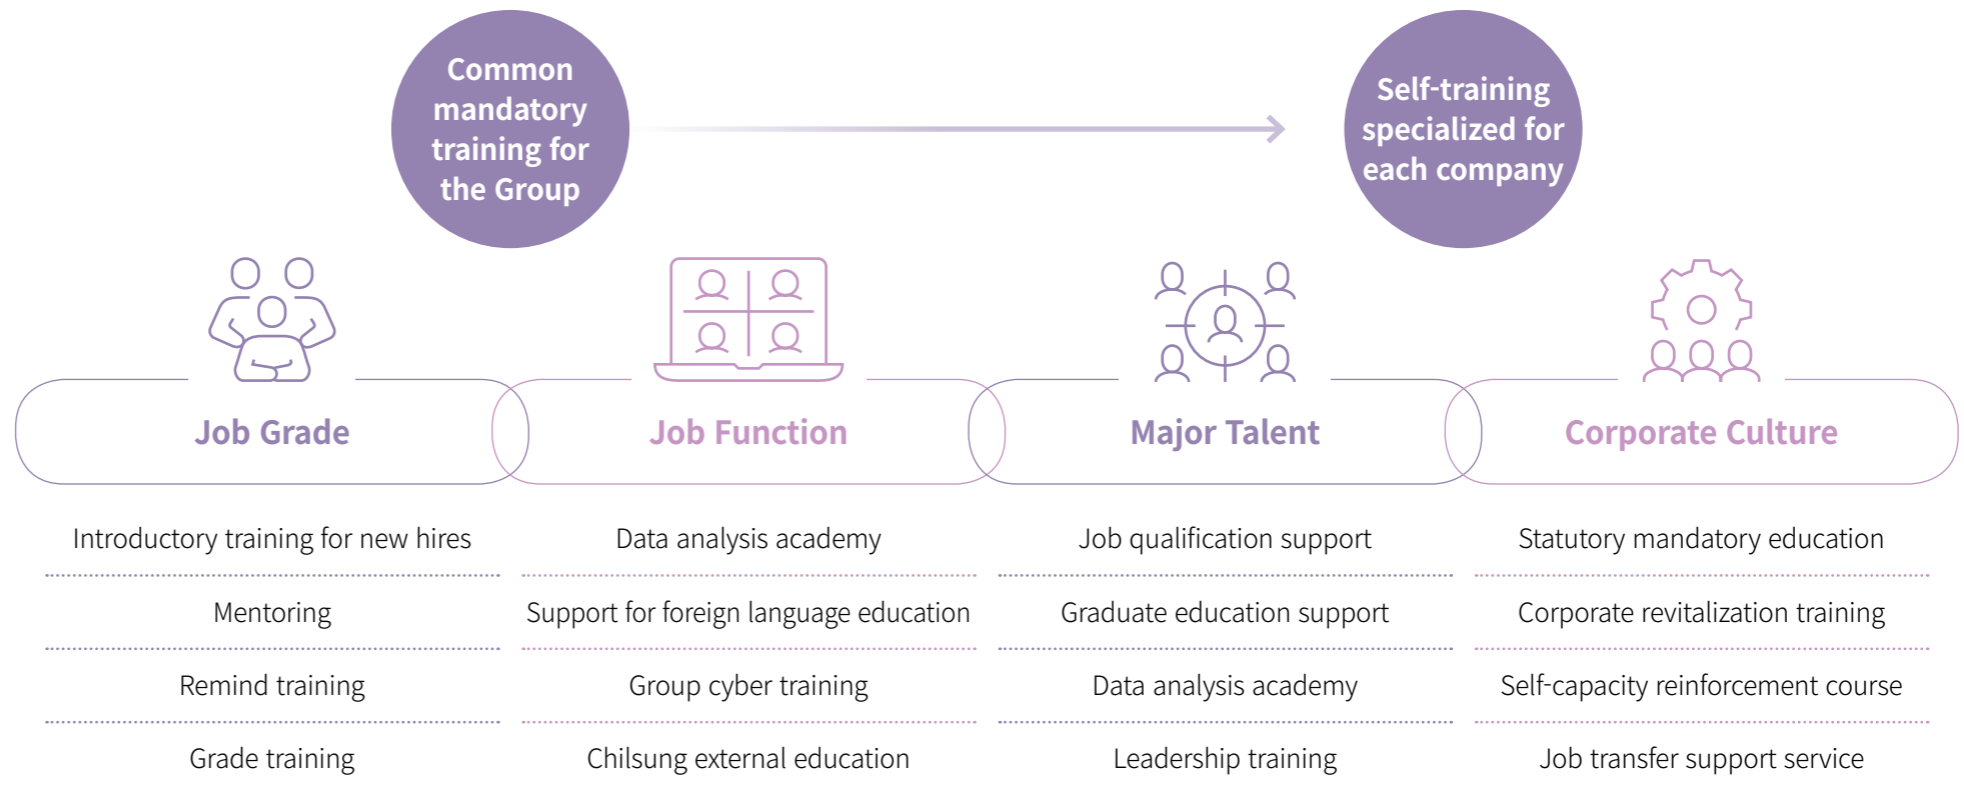 Common
mandatory
training for
the Group
Self-training
specialized for
each company
Job Grade
Introductory training for new hires
Mentoring
Remind training
Grade training
Job Function
Data analysis academy
Support for foreign language education
Group cyber training
Chilsung external education
Major Talent
Job qualification support
Graduate education support
Data analysis academy
Leadership training
Corporate Culture
Statutory mandatory education
Corporate revitalization training
Self-capacity reinforcement course
Job transfer support service